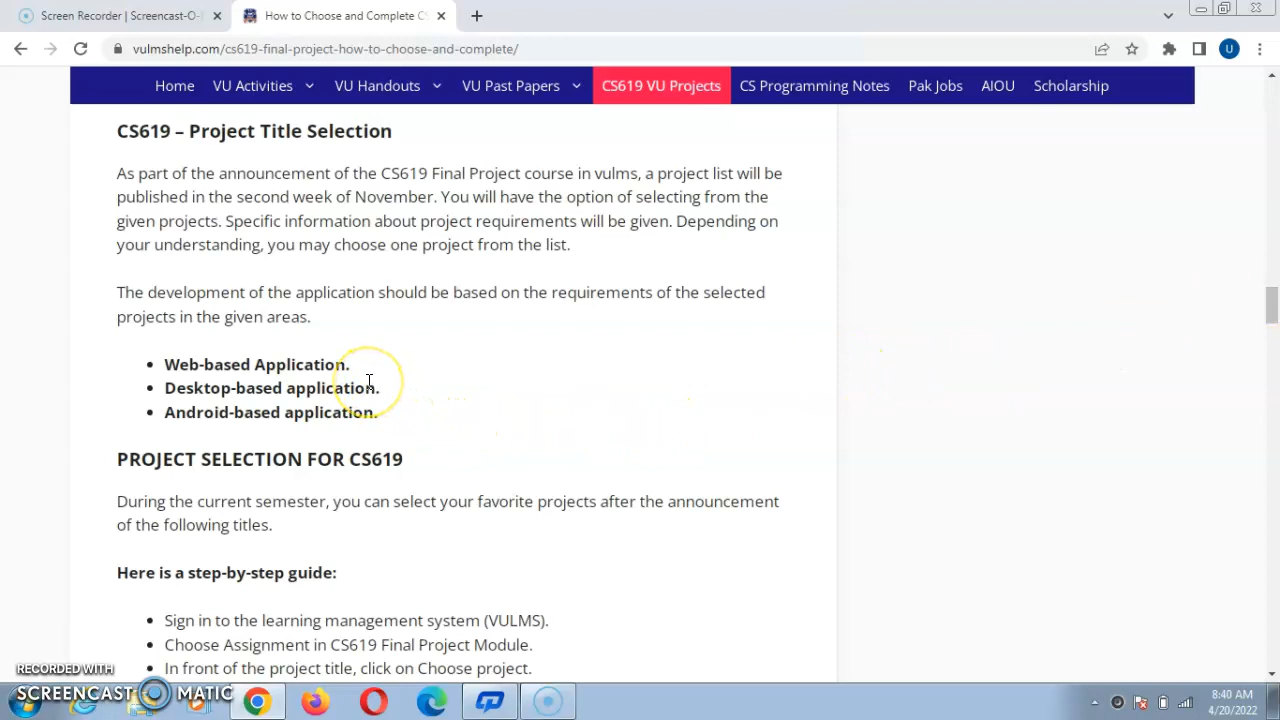 Screen Recorder | Screencast-O-
How to Choose and Complete CS
vulmshelp.com/cs619-final-project-how-to-choose-and-complete/
U
Home VU Activities VU Handouts VU Past Papers CS619 VU Projects CS Programming Notes Pak Jobs AIOU Scholarship
CS619 – Project Title Selection
As part of the announcement of the CS619 Final Project course in vulms, a project list will be
published in the second week of November. You will have the option of selecting from the
given projects. Specific information about project requirements will be given. Depending on
your understanding, you may choose one project from the list.
The development of the application should be based on the requirements of the selected
projects in the given areas.
• Web-based Application.
• Desktop-based application.
• Android-based application.
PROJECT SELECTION FOR CS619
During the current semester, you can select your favorite projects after the announcement
of the following titles.
Here is a step-by-step guide:
• Sign in to the learning management system (VULMS).
• Choose Assignment in CS619 Final Project Module.
• In front of the project title, click on Choose project.
RECORDED WITH
SCREENCAST MATIC
8:40 AM
4/20/2022